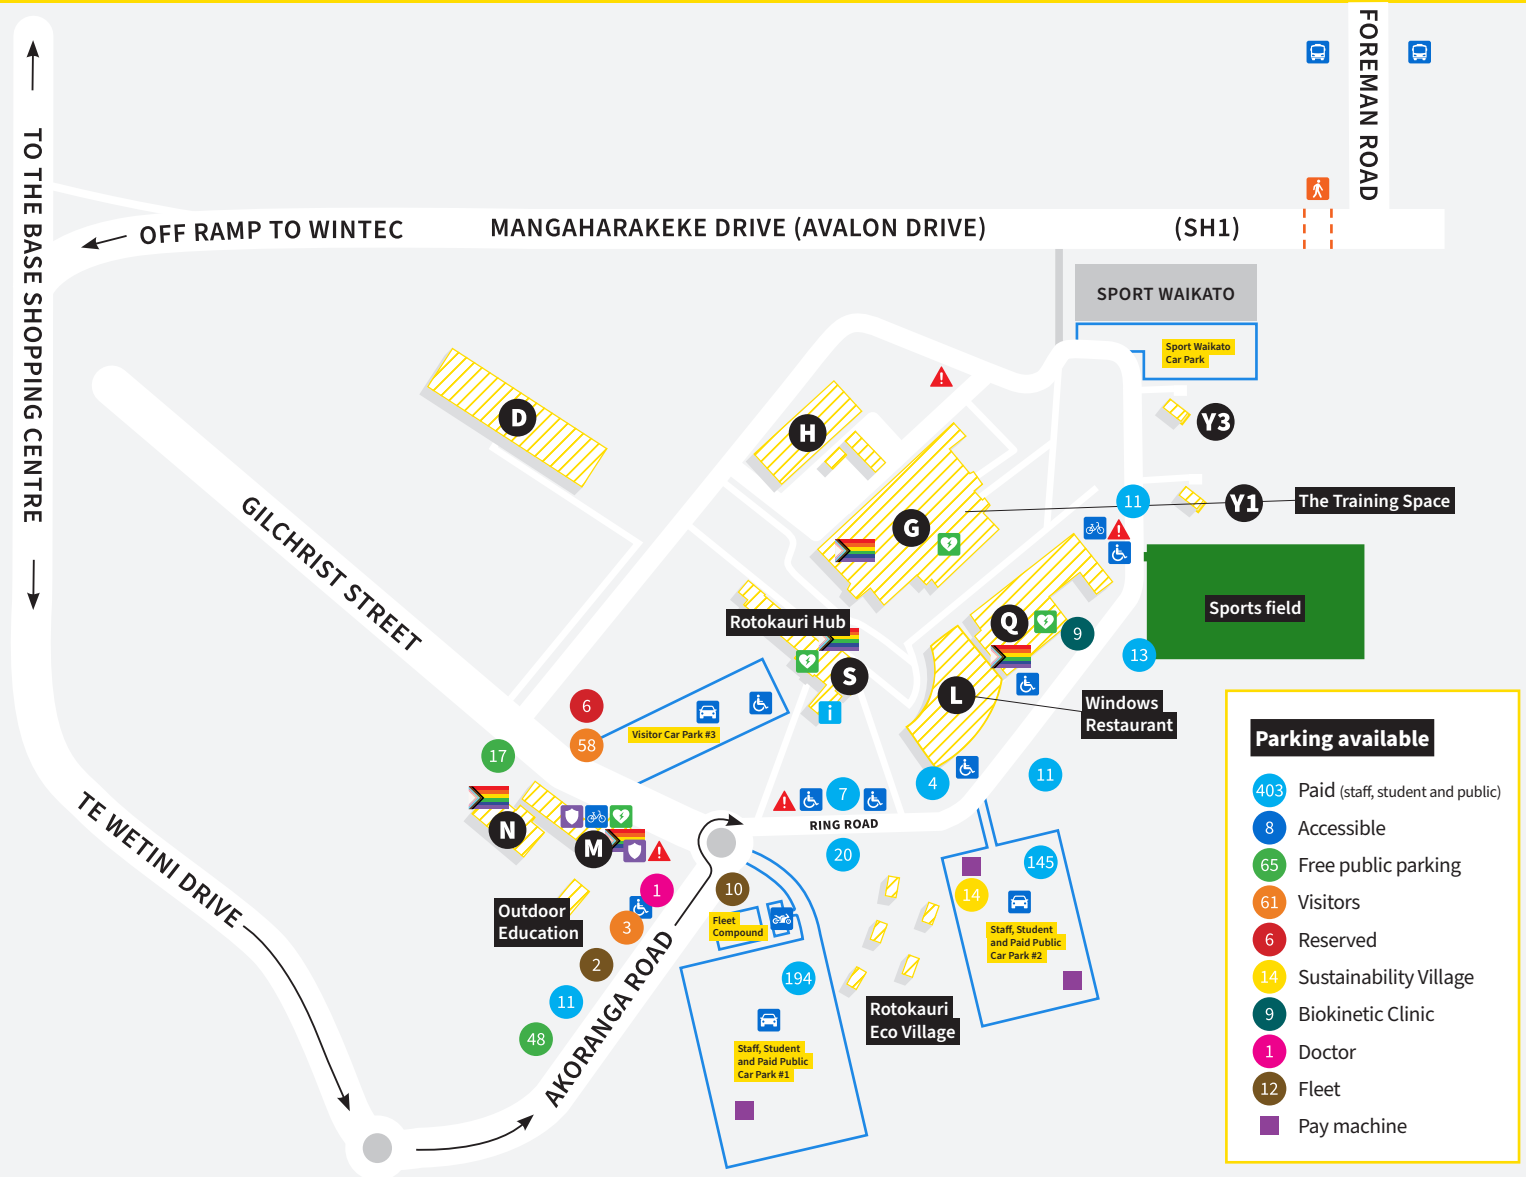 FOREMAN ROAD
TO THE BASE SHOPPING CENTRE
OFF RAMP TO WINTEC
MANGAHARAKEKE DRIVE (AVALON DRIVE)
(SH1)
SPORT WAIKATO
Sport Waikato
Car Park
D
H
Y3
GILCHRIST STREET
G
11
Y1
The Training Space
Sports field
Rotokauri Hub
Q
9
13
S
L
Windows
Restaurant
i
6
58
Visitor Car Park #3
17
N
M
7
4
11
RING ROAD
20
TE WETINI DRIVE
1
10
Outdoor
Education
3
2
11
48
AKORANGA ROAD
Fleet
Compound
194
Staff, Student
and Paid Public
Car Park #1
Rotokauri
Eco Village
145
14
Staff, Student
and Paid Public
Car Park #2
Parking available
403 Paid (staff, student and public)
8 Accessible
65 Free public parking
61 Visitors
6 Reserved
14 Sustainability Village
9 Biokinetic Clinic
1 Doctor
12 Fleet
Pay machine